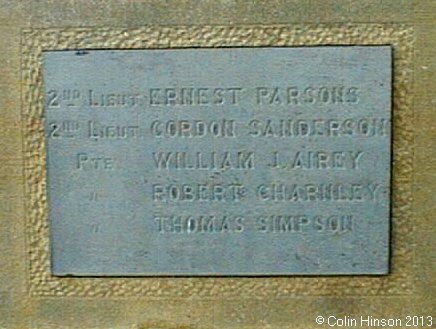 2ND LIEUT. ERNEST PARSONS
2ND LIEUT. GORDON SANDERSON
PTE. WILLIAM J. AIREY
" ROBERT CHARNLEY
" THOMAS SIMPSON
©Colin Hinson 2013